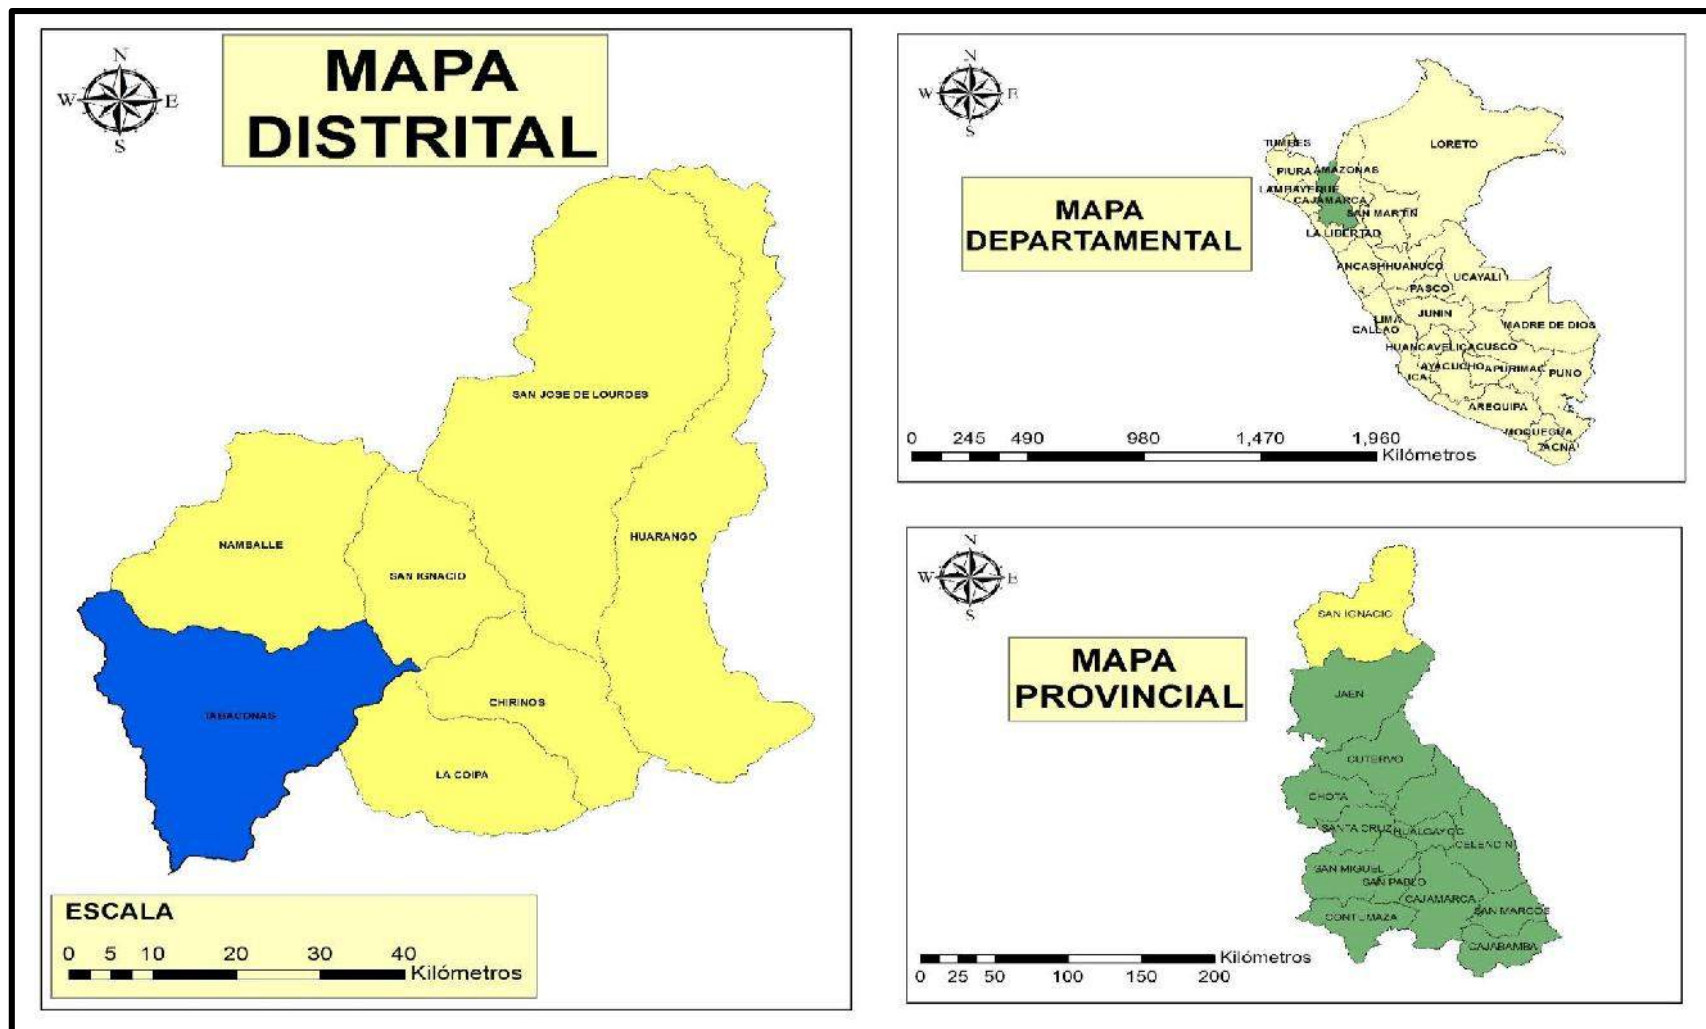 N
W E
S
MAPA
DISTRITAL
SAN JOSE DE LOURDES
NAMBALLE
HUARANGO
SAN IGNACIO
CHIRINOS
TABACONAS
LA COIPA
ESCALA
0 5 10 20 30 40
Kilómetros
N
W E
S
MAPA
DEPARTAMENTAL
TUMBES
LORETO
PIURA
AMAZONAS
LAMBAYEQUE
CAJAMARCA
SAN MARTIN
LA LIBERTAD
ANCASH
HUANUCO
UCAYALI
PASCO
JUNIN
LIMA
CALLAO
MADRE DE DIOS
HUANCAVELICA
CUSCO
AYACUCHO
APURIMAC
PUNO
ICA
AREQUIPA
MOQUEGUA
TACNA
0 245 490 980 1,470 1,960
Kilómetros
N
W E
S
MAPA
PROVINCIAL
SAN IGNACIO
JAEN
CUTERVO
CHOTA
SANTA CRUZ
HUALGAYOC
CELENDIN
SAN MIGUEL
SAN PABLO
CAJAMARCA
SAN MARCOS
CONTUMAZA
CAJABAMBA
Kilómetros
0 25 50 100 150 200